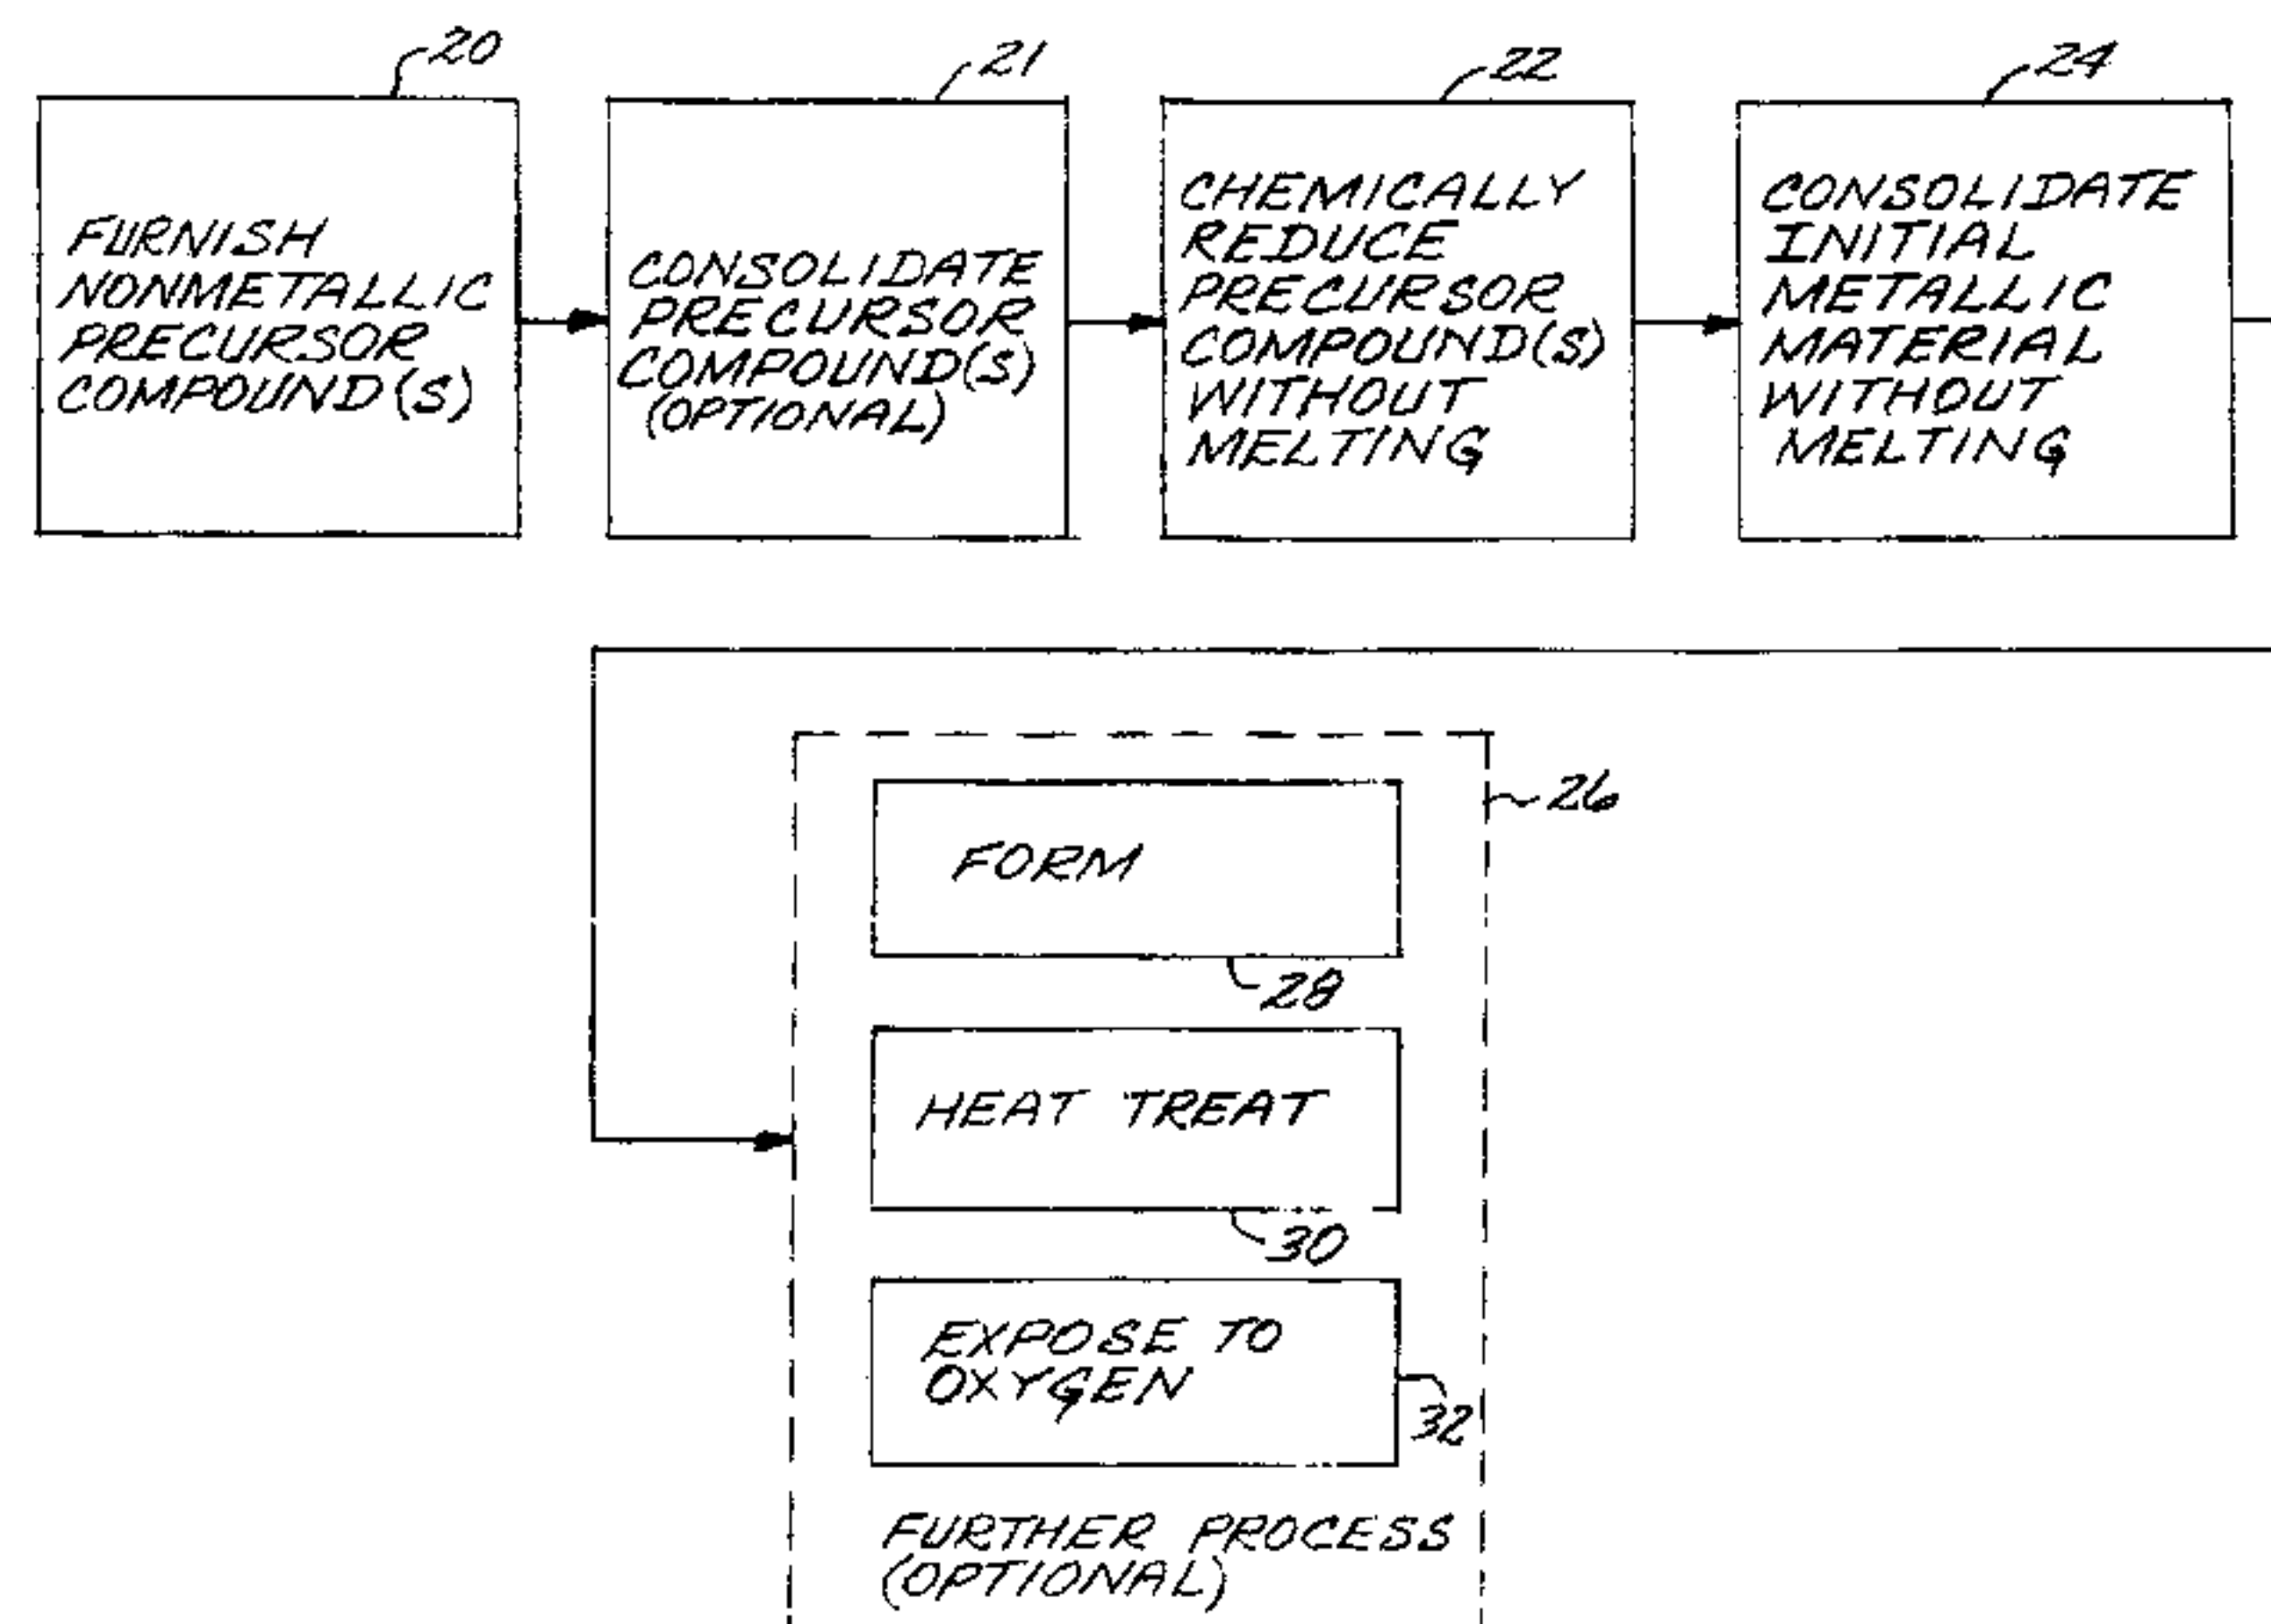 20
21
22
24
FURNISH
NONMETALLIC
PRECURSOR
COMPOUND(S)
CONSOLIDATE
PRECURSOR
COMPOUND(S)
(OPTIONAL)
CHEMICALLY
REDUCE
PRECURSOR
COMPOUND(S)
WITHOUT
MELTING
CONSOLIDATE
INITIAL
METALLIC
MATERIAL
WITHOUT
MELTING
26
FORM
28
HEAT TREAT
30
EXPOSE TO
OXYGEN
32
FURTHER PROCESS
(OPTIONAL)